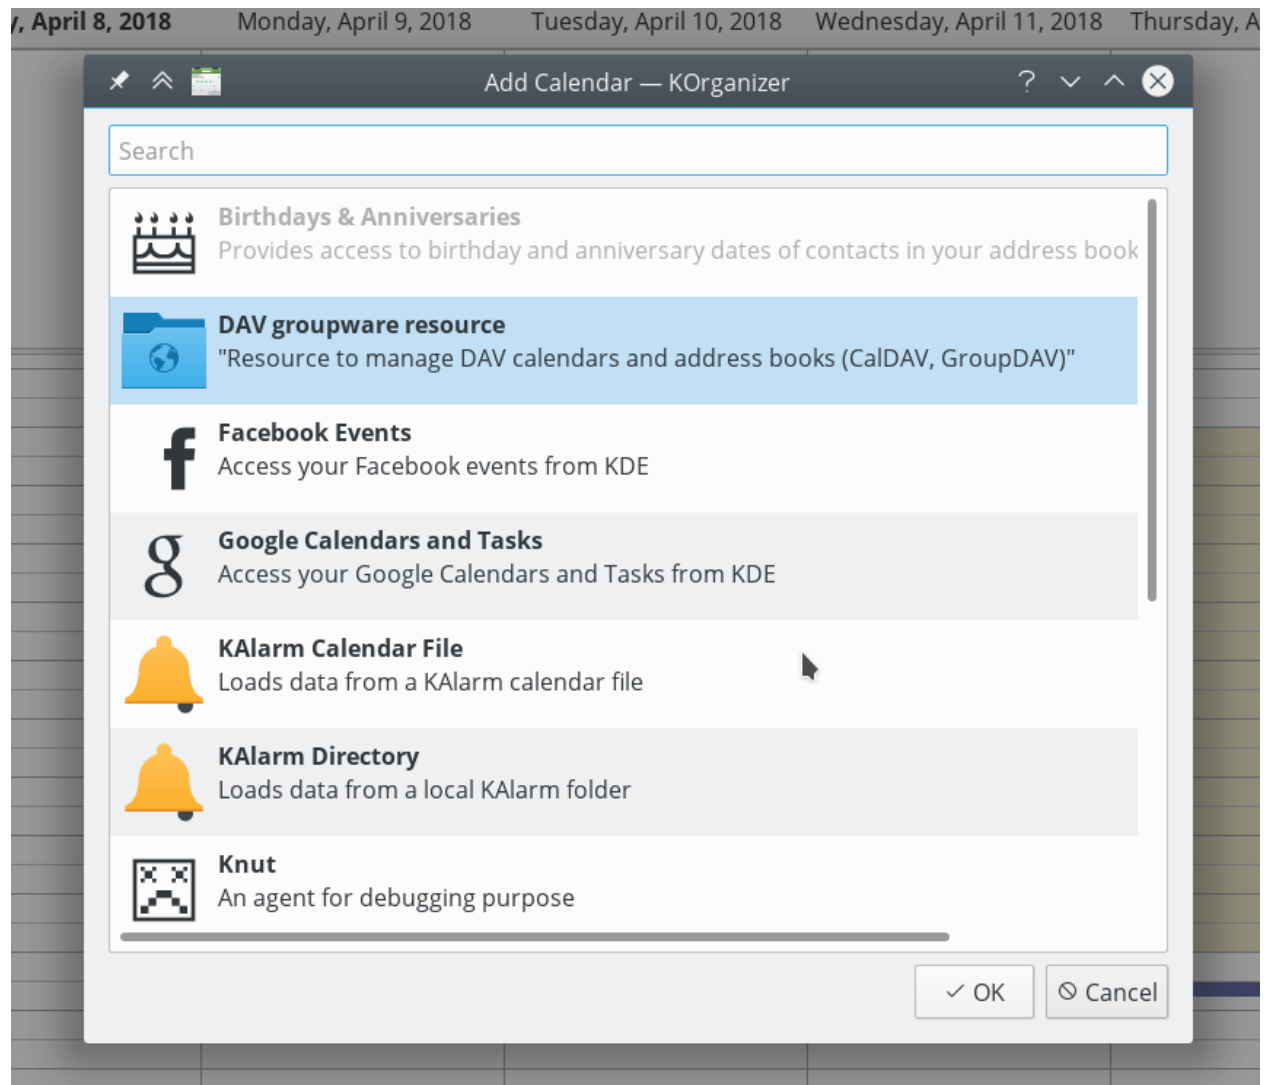 y, April 8, 2018 Monday, April 9, 2018 Tuesday, April 10, 2018 Wednesday, April 11, 2018 Thursday, A
Add Calendar — KOrganizer
Search
Birthdays & Anniversaries
Provides access to birthday and anniversary dates of contacts in your address book
DAV groupware resource
"Resource to manage DAV calendars and address books (CalDAV, GroupDAV)"
Facebook Events
Access your Facebook events from KDE
Google Calendars and Tasks
Access your Google Calendars and Tasks from KDE
KAlarm Calendar File
Loads data from a KAlarm calendar file
KAlarm Directory
Loads data from a local KAlarm folder
Knut
An agent for debugging purpose
OK Cancel